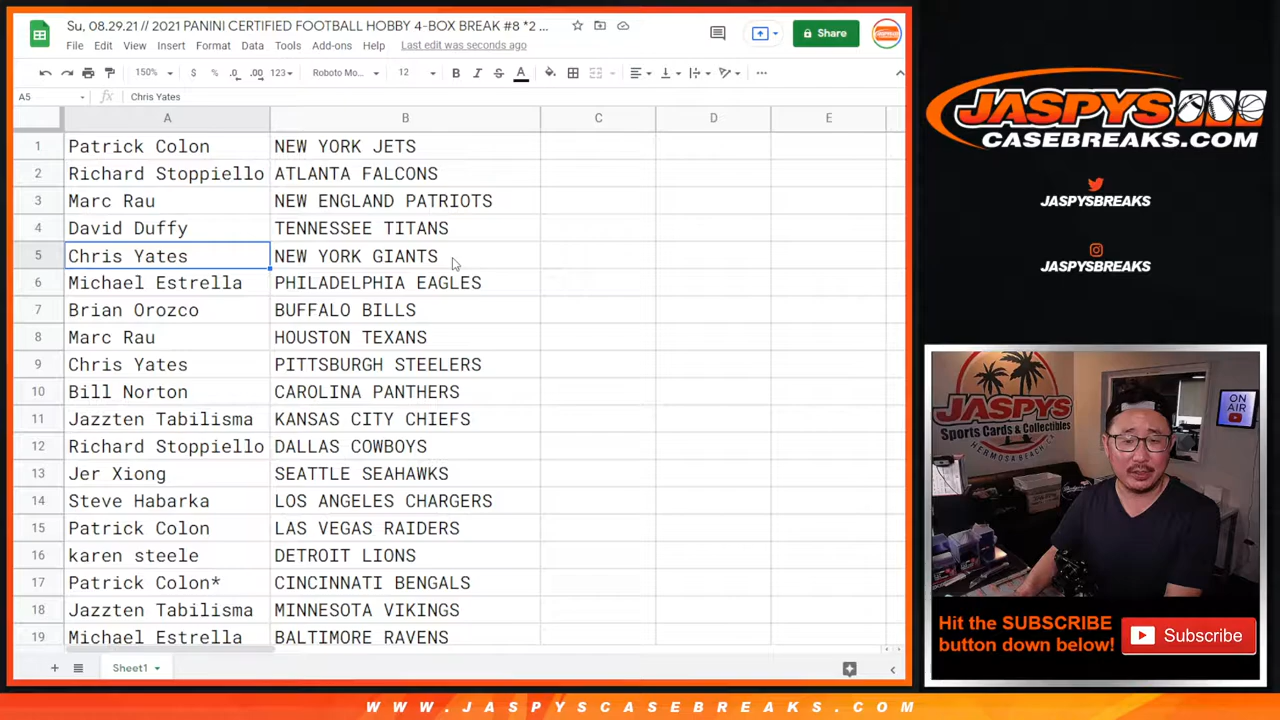 Su, 08.29.21 // 2021 PANINI CERTIFIED FOOTBALL HOBBY 4-BOX BREAK #8 *2 ...
File Edit View Insert Format Data Tools Add-ons Help Last edit was seconds ago
Share
150% $ % .0 .00 123 Roboto Mo... 12 B I S A
A5 fx Chris Yates
A B C D E
1 Patrick Colon NEW YORK JETS
2 Richard Stoppiello ATLANTA FALCONS
3 Marc Rau NEW ENGLAND PATRIOTS
4 David Duffy TENNESSEE TITANS
5 Chris Yates NEW YORK GIANTS
6 Michael Estrella PHILADELPHIA EAGLES
7 Brian Orozco BUFFALO BILLS
8 Marc Rau HOUSTON TEXANS
9 Chris Yates PITTSBURGH STEELERS
10 Bill Norton CAROLINA PANTHERS
11 Jazzten Tabilisma KANSAS CITY CHIEFS
12 Richard Stoppiello DALLAS COWBOYS
13 Jer Xiong SEATTLE SEAHAWKS
14 Steve Habarka LOS ANGELES CHARGERS
15 Patrick Colon LAS VEGAS RAIDERS
16 karen steele DETROIT LIONS
17 Patrick Colon* CINCINNATI BENGALS
18 Jazzten Tabilisma MINNESOTA VIKINGS
19 Michael Estrella BALTIMORE RAVENS
Sheet1
JASPYS
CASEBREAKS.COM
JASPYSBREAKS
JASPYSBREAKS
JASPYS
Sports Cards & Collectibles
HERMOSA BEACH, CA
ON AIR
Hit the SUBSCRIBE
button down below!
Subscribe
WWW.JASPYSCASEBREAKS.COM